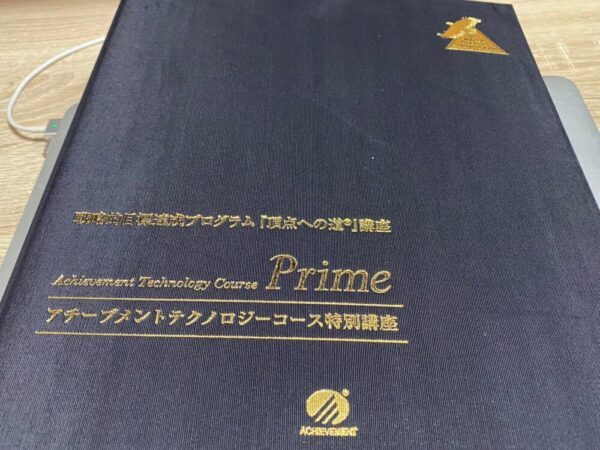 戦略的目標達成プログラム『頂点への道®』講座
Achievement Technology Course Prime
アチーブメントテクノロジーコース特別講座
®
ACHIEVEMENT